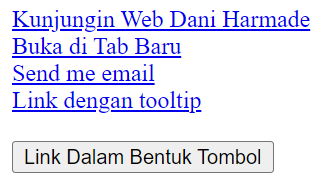 Kunjungin Web Dani Harmade
Buka di Tab Baru
Send me email
Link dengan tooltip
Link Dalam Bentuk Tombol